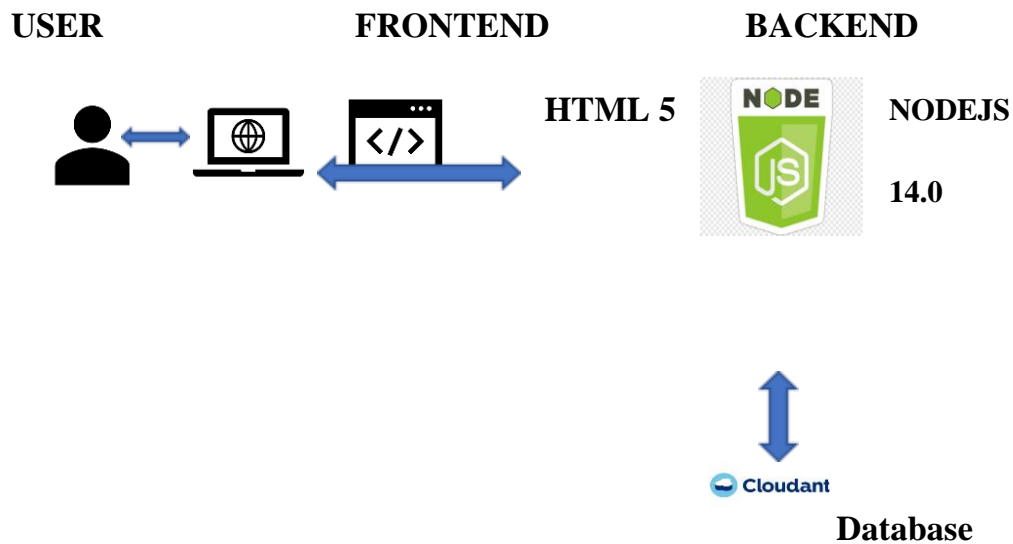 USER
FRONTEND
BACKEND
</>
HTML 5
NODE
JS
NODEJS
14.0
Cloudant
Database